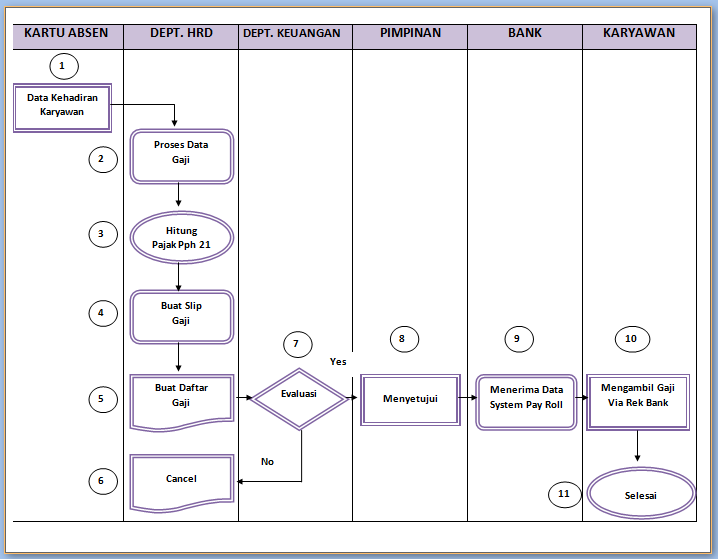 KARTU ABSEN
DEPT. HRD
DEPT. KEUANGAN
PIMPINAN
BANK
KARYAWAN
1
Data Kehadiran
Karyawan
2
Proses Data
Gaji
3
Hitung
Pajak Pph 21
4
Buat Slip
Gaji
5
Buat Daftar
Gaji
6
Cancel
7
Evaluasi
Yes
No
8
Menyetujui
9
Menerima Data
System Pay Roll
10
Mengambil Gaji
Via Rek Bank
11
Selesai